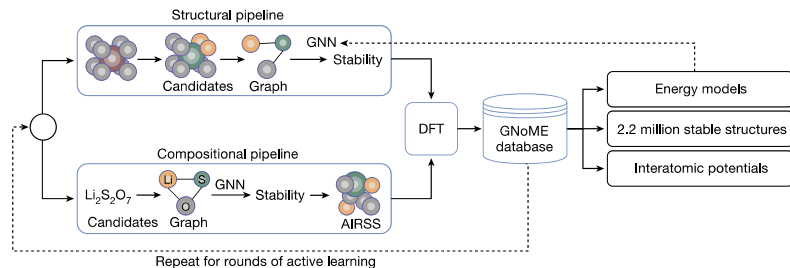 Structural pipeline
GNN
Stability
Candidates
Graph
Energy models
DFT
GNoME
database
2.2 million stable structures
Interatomic potentials
Compositional pipeline
Li₂S₂O₇
Li
S
O
GNN
Stability
Candidates
Graph
AIRSS
Repeat for rounds of active learning